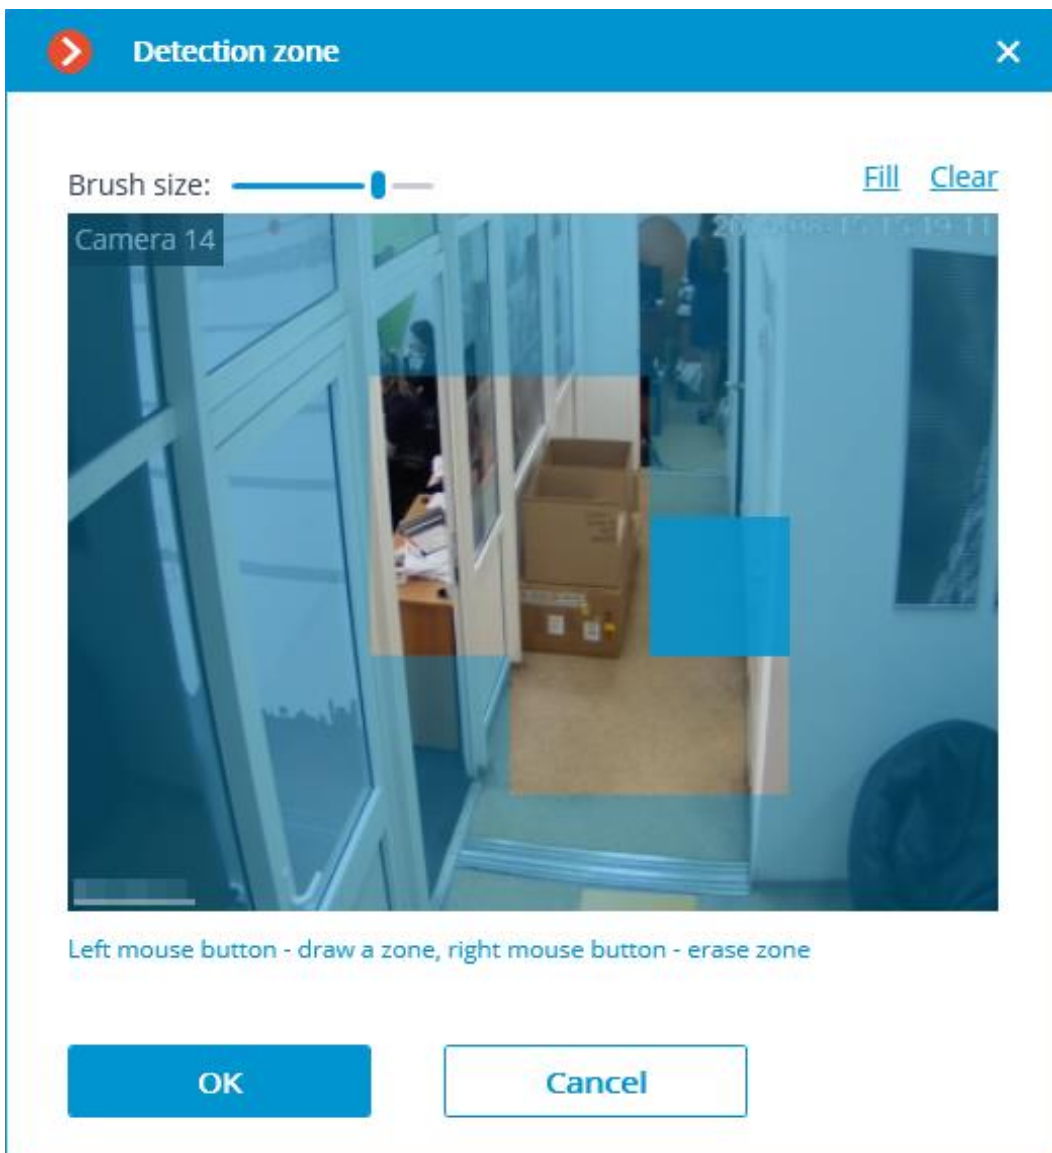 Detection zone
Brush size:
Fill Clear
Camera 14
Left mouse button - draw a zone, right mouse button - erase zone
OK
Cancel